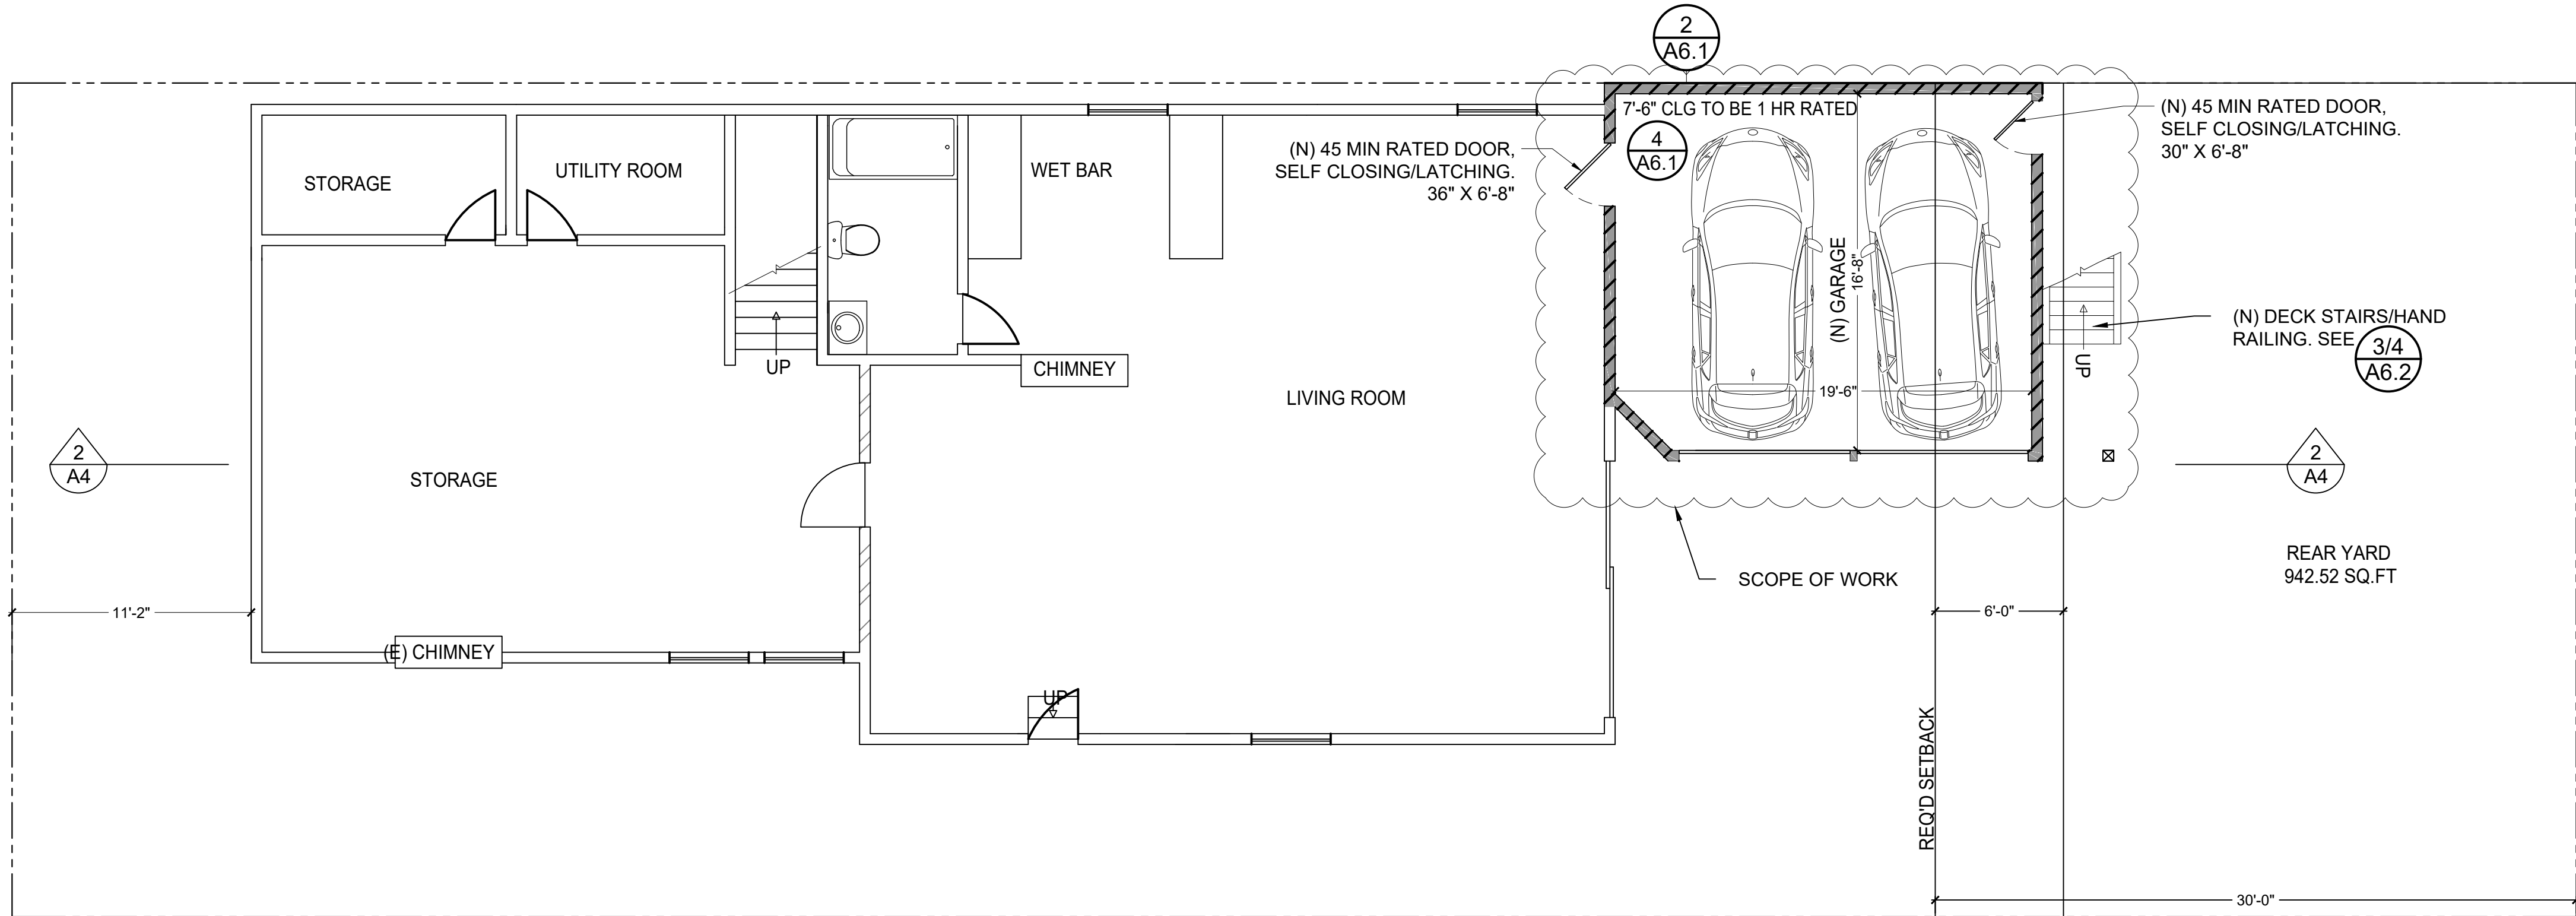 2
A6.1
7'-6" CLG TO BE 1 HR RATED
4
A6.1
(N) 45 MIN RATED DOOR,
SELF CLOSING/LATCHING.
36" X 6'-8"
(N) 45 MIN RATED DOOR,
SELF CLOSING/LATCHING.
30" X 6'-8"
STORAGE
UTILITY ROOM
WET BAR
(N) GARAGE
16'-8"
(N) DECK STAIRS/HAND
RAILING. SEE
3/4
A6.2
UP
UP
CHIMNEY
LIVING ROOM
19'-6"
2
A4
STORAGE
2
A4
REAR YARD
942.52 SQ.FT
SCOPE OF WORK
11'-2"
6'-0"
(E) CHIMNEY
UP
REQ'D SETBACK
30'-0"